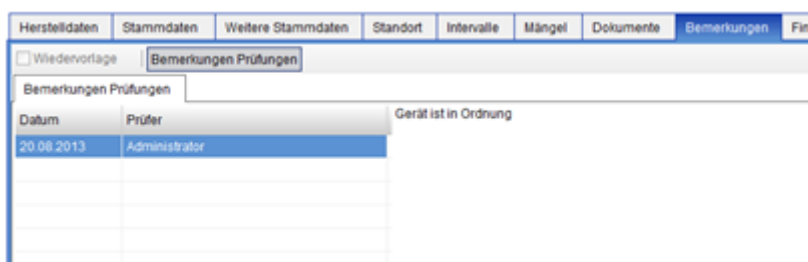 Herstelldaten Stammdaten Weitere Stammdaten Standort Intervalle Mängel Dokumente Bemerkungen
Wiedervorlage Bemerkungen Prüfungen
Bemerkungen Prüfungen
Datum Prüfer Gerät ist in Ordnung
20.08.2013 Administrator